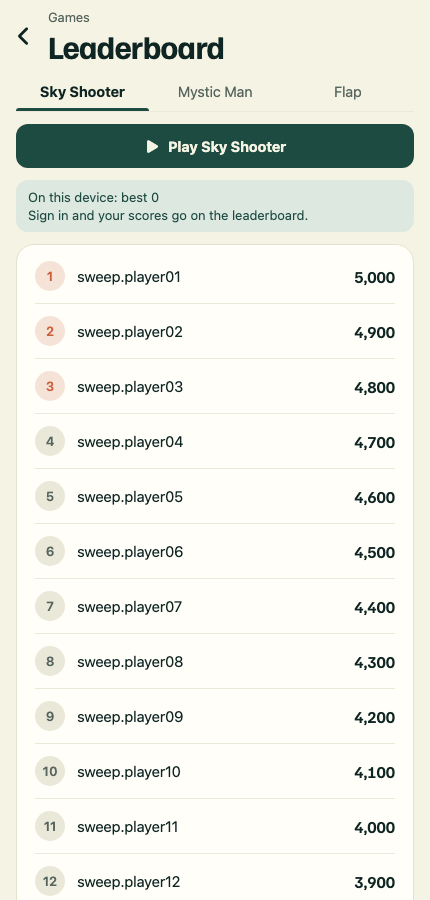 Games
Leaderboard
Sky Shooter
Mystic Man
Flap
Play Sky Shooter
On this device: best 0
Sign in and your scores go on the leaderboard.
1 sweep.player01 5,000
2 sweep.player02 4,900
3 sweep.player03 4,800
4 sweep.player04 4,700
5 sweep.player05 4,600
6 sweep.player06 4,500
7 sweep.player07 4,400
8 sweep.player08 4,300
9 sweep.player09 4,200
10 sweep.player10 4,100
11 sweep.player11 4,000
12 sweep.player12 3,900